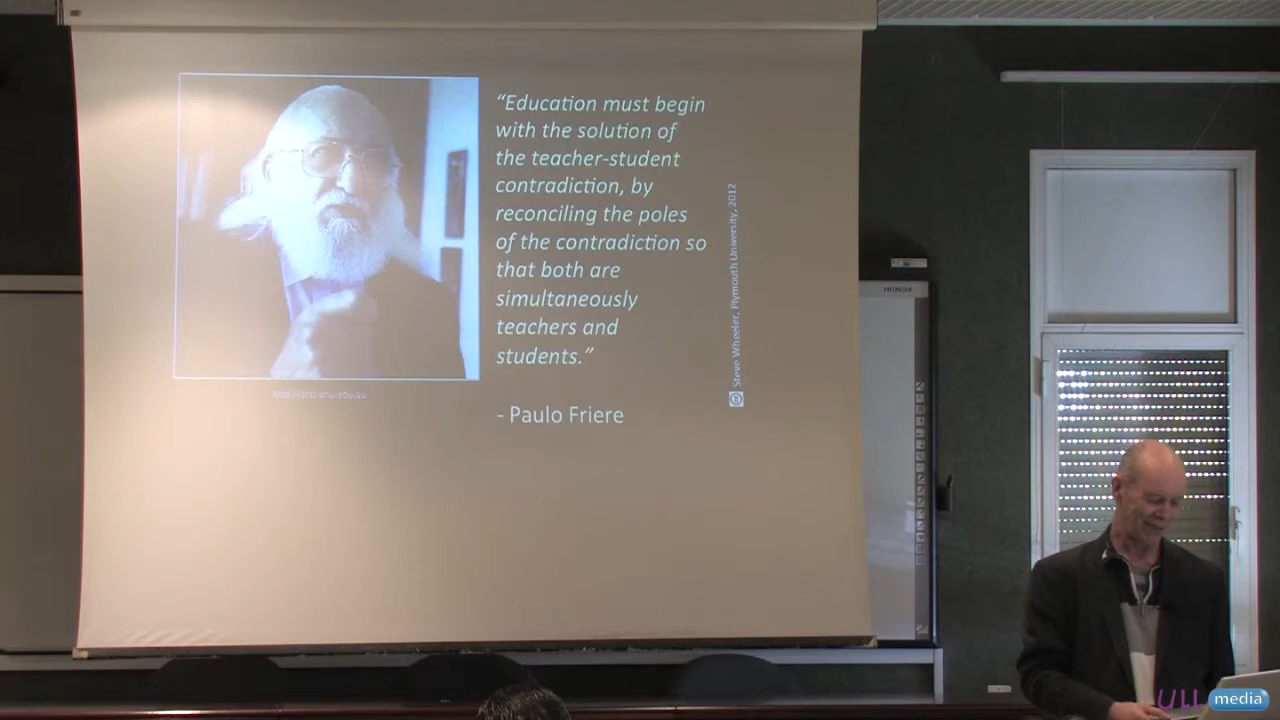 “Education must begin
with the solution of
the teacher-student
contradiction, by
reconciling the poles
of the contradiction so
that both are
simultaneously
teachers and
students.”
- Paulo Friere
Steve Wheeler, Plymouth University, 2012
HITACHI
ULL media